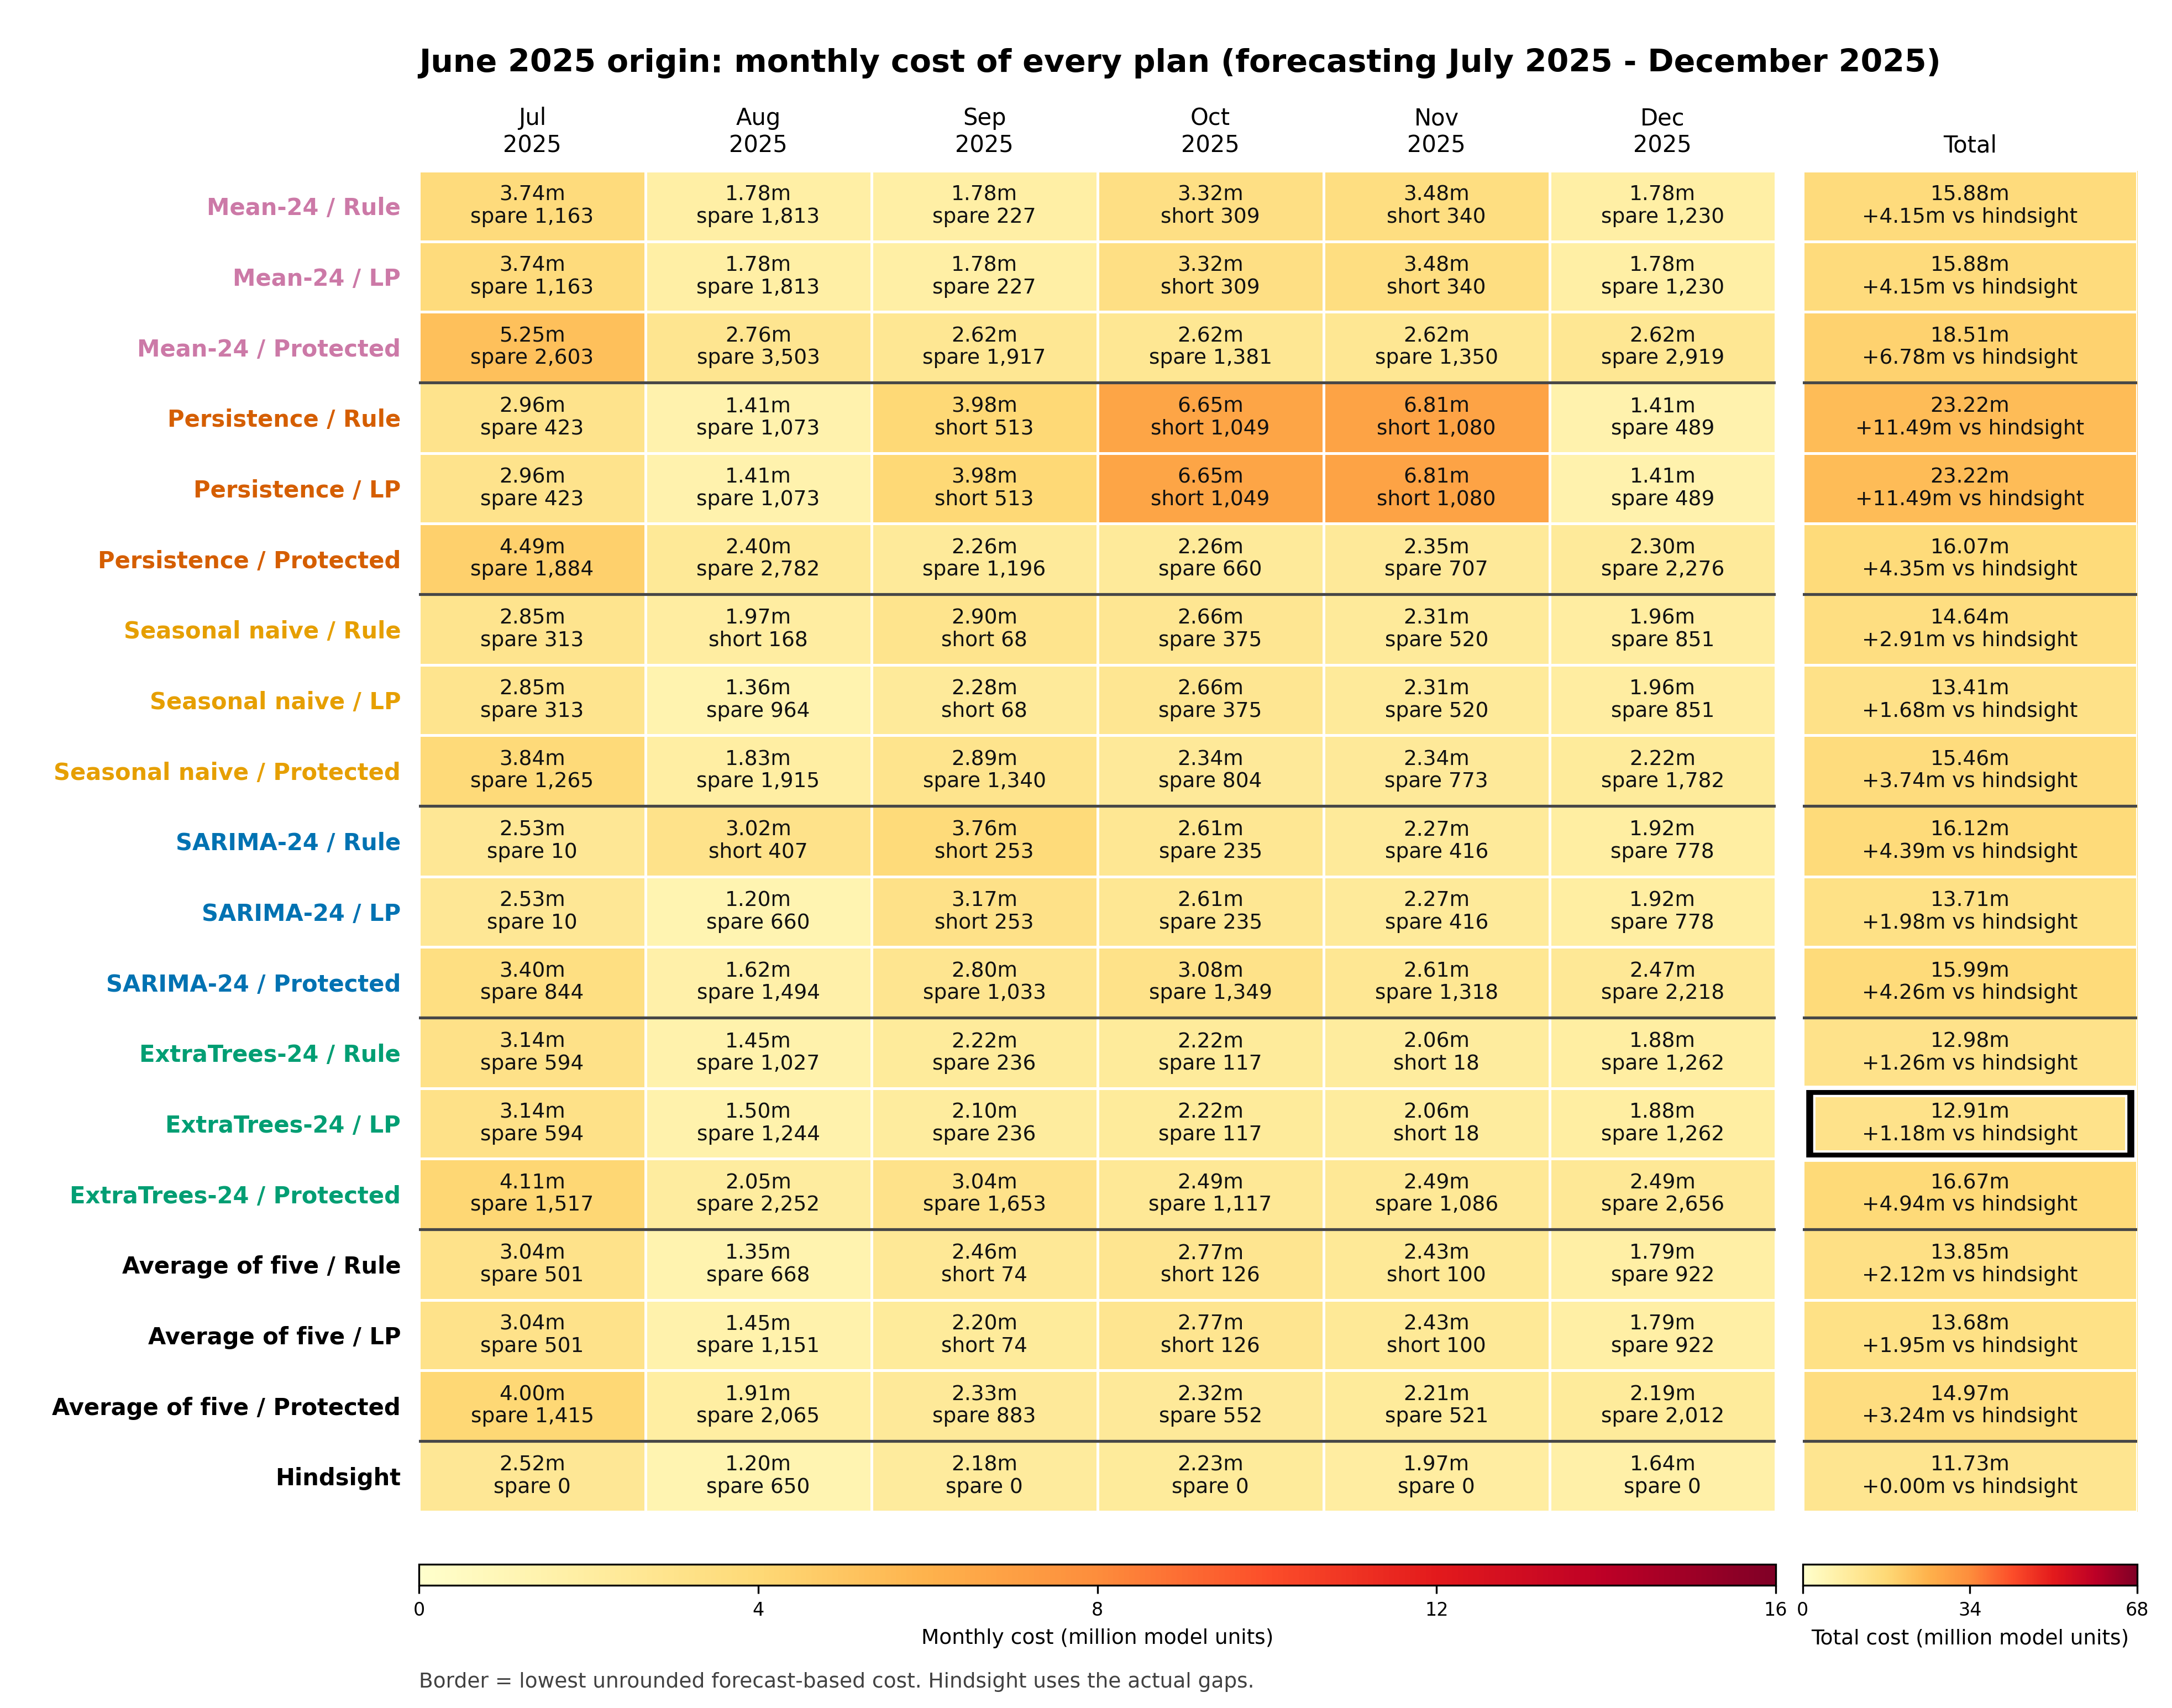 June 2025 origin: monthly cost of every plan (forecasting July 2025 - December 2025)
Jul Aug Sep Oct Nov Dec
2025 2025 2025 2025 2025 2025 Total
3.74m 1.78m 1.78m 3.32m 3.48m 1.78m 15.88m
Mean-24 / Rule
spare 1,163 spare 1,813 spare 227 short 309 short 340 spare 1,230 +4.15m vs hindsight
3.74m 1.78m 1.78m 3.32m 3.48m 1.78m 15.88m
Mean-24 / LP
spare 1,163 spare 1,813 spare 227 short 309 short 340 spare 1,230 +4.15m vs hindsight
5.25m 2.76m 2.62m 2.62m 2.62m 2.62m 18.51m
Mean-24 / Protected
spare 2,603 spare 3,503 spare 1,917 spare 1,381 spare 1,350 spare 2,919 +6.78m vs hindsight
2.96m 1.41m 3.98m 6.65m 6.81m 1.41m 23.22m
Persistence / Rule
spare 423 spare 1,073 short 513 short 1,049 short 1,080 spare 489 +11.49m vs hindsight
2.96m 1.41m 3.98m 6.65m 6.81m 1.41m 23.22m
Persistence / LP
spare 423 spare 1,073 short 513 short 1,049 short 1,080 spare 489 +11.49m vs hindsight
4.49m 2.40m 2.26m 2.26m 2.35m 2.30m 16.07m
Persistence / Protected
spare 1,884 spare 2,782 spare 1,196 spare 660 spare 707 spare 2,276 +4.35m vs hindsight
2.85m 1.97m 2.90m 2.66m 2.31m 1.96m 14.64m
Seasonal naive / Rule
spare 313 short 168 short 68 spare 375 spare 520 spare 851 +2.91m vs hindsight
2.85m 1.36m 2.28m 2.66m 2.31m 1.96m 13.41m
Seasonal naive / LP
spare 313 spare 964 short 68 spare 375 spare 520 spare 851 +1.68m vs hindsight
3.84m 1.83m 2.89m 2.34m 2.34m 2.22m 15.46m
Seasonal naive / Protected
spare 1,265 spare 1,915 spare 1,340 spare 804 spare 773 spare 1,782 +3.74m vs hindsight
2.53m 3.02m 3.76m 2.61m 2.27m 1.92m 16.12m
SARIMA-24 / Rule
spare 10 short 407 short 253 spare 235 spare 416 spare 778 +4.39m vs hindsight
2.53m 1.20m 3.17m 2.61m 2.27m 1.92m 13.71m
SARIMA-24 / LP
spare 10 spare 660 short 253 spare 235 spare 416 spare 778 +1.98m vs hindsight
3.40m 1.62m 2.80m 3.08m 2.61m 2.47m 15.99m
SARIMA-24 / Protected
spare 844 spare 1,494 spare 1,033 spare 1,349 spare 1,318 spare 2,218 +4.26m vs hindsight
3.14m 1.45m 2.22m 2.22m 2.06m 1.88m 12.98m
ExtraTrees-24 / Rule
spare 594 spare 1,027 spare 236 spare 117 short 18 spare 1,262 +1.26m vs hindsight
3.14m 1.50m 2.10m 2.22m 2.06m 1.88m 12.91m
ExtraTrees-24 / LP
spare 594 spare 1,244 spare 236 spare 117 short 18 spare 1,262 +1.18m vs hindsight
4.11m 2.05m 3.04m 2.49m 2.49m 2.49m 16.67m
ExtraTrees-24 / Protected
spare 1,517 spare 2,252 spare 1,653 spare 1,117 spare 1,086 spare 2,656 +4.94m vs hindsight
3.04m 1.35m 2.46m 2.77m 2.43m 1.79m 13.85m
Average of five / Rule
spare 501 spare 668 short 74 short 126 short 100 spare 922 +2.12m vs hindsight
3.04m 1.45m 2.20m 2.77m 2.43m 1.79m 13.68m
Average of five / LP
spare 501 spare 1,151 short 74 short 126 short 100 spare 922 +1.95m vs hindsight
4.00m 1.91m 2.33m 2.32m 2.21m 2.19m 14.97m
Average of five / Protected
spare 1,415 spare 2,065 spare 883 spare 552 spare 521 spare 2,012 +3.24m vs hindsight
2.52m 1.20m 2.18m 2.23m 1.97m 1.64m 11.73m
Hindsight
spare 0 spare 650 spare 0 spare 0 spare 0 spare 0 +0.00m vs hindsight
0 4 8 12 16 0 34 68
Monthly cost (million model units) Total cost (million model units)
Border = lowest unrounded forecast-based cost. Hindsight uses the actual gaps.